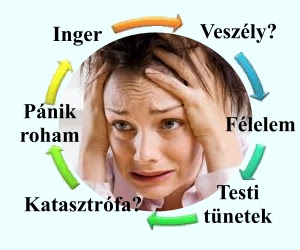 Inger
Veszély?
Félelem
Testi
tünetek
Katasztrófa?
Pánik
roham